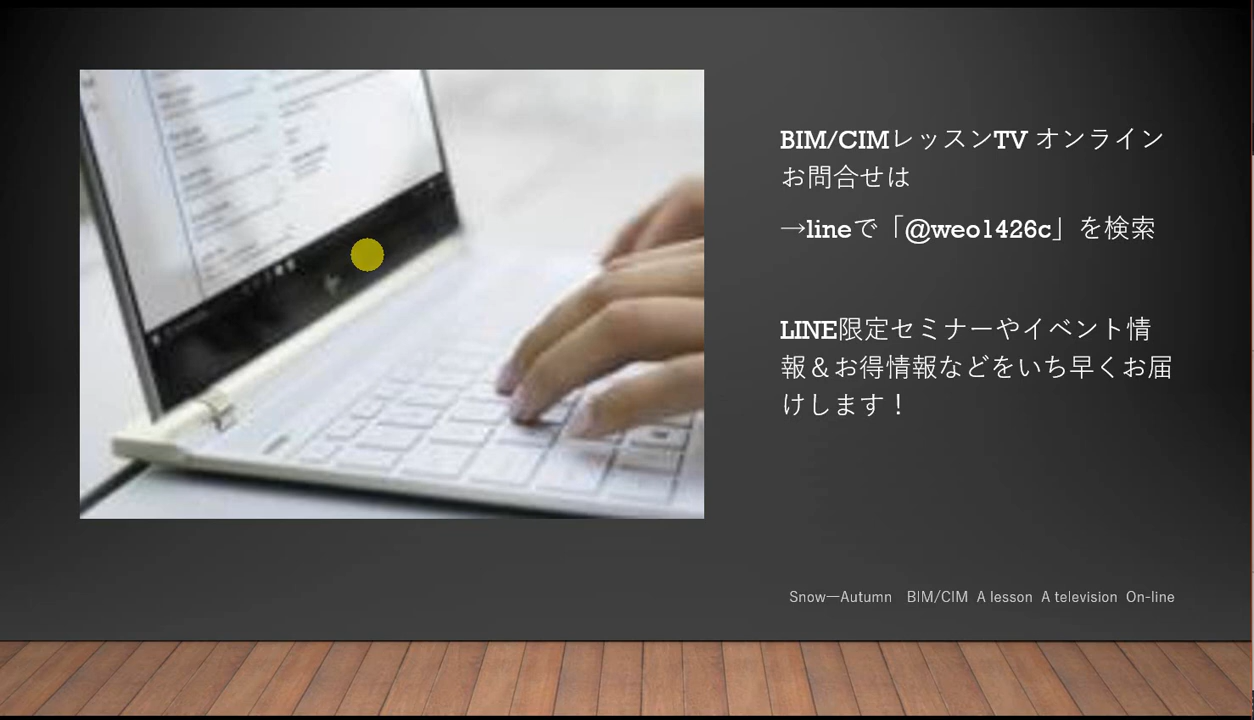 BIM/CIMレッスンTV オンライン
お問合せは
→lineで「@weo1426c」を検索
LINE限定セミナーやイベント情
報＆お得情報などをいち早くお届
けします！
Snow―Autumn　BIM/CIM  A lesson  A television  On-line